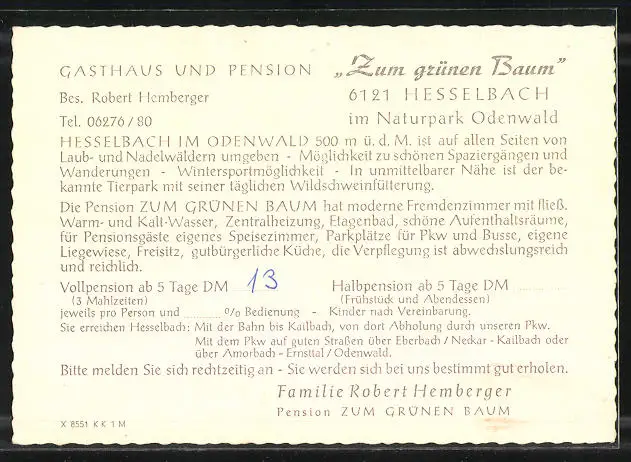 GASTHAUS UND PENSION „Zum grünen Baum”
Bes. Robert Hemberger 6121 HESSELBACH
Tel. 06276/80 im Naturpark Odenwald
HESSELBACH IM ODENWALD 500 m ü. d. M. ist auf allen Seiten von
Laub- und Nadelwäldern umgeben - Möglichkeit zu schönen Spaziergängen und
Wanderungen - Wintersportmöglichkeit - In unmittelbarer Nähe ist der be-
kannte Tierpark mit seiner täglichen Wildschweinfütterung.
Die Pension ZUM GRÜNEN BAUM hat moderne Fremdenzimmer mit fließ.
Warm- und Kalt-Wasser, Zentralheizung, Etagenbad, schöne Aufenthaltsräume,
für Pensionsgäste eigenes Speisezimmer, Parkplätze für Pkw und Busse, eigene
Liegewiese, Freisitz, gutbürgerliche Küche, die Verpflegung ist abwechslungsreich
und reichlich.
Vollpension ab 5 Tage DM 13 Halbpension ab 5 Tage DM ............
(3 Mahlzeiten) (Frühstück und Abendessen)
jeweils pro Person und ........ % Bedienung - Kinder nach Vereinbarung.
Sie erreichen Hesselbach: Mit der Bahn bis Kailbach, von dort Abholung durch unseren Pkw.
Mit dem Pkw auf guten Straßen über Eberbach/Neckar - Kailbach oder
über Amorbach - Ernsttal/Odenwald.
Bitte melden Sie sich rechtzeitig an - Sie werden sich bei uns bestimmt gut erholen.
Familie Robert Hemberger
Pension ZUM GRÜNEN BAUM
X 8551 K K 1 M